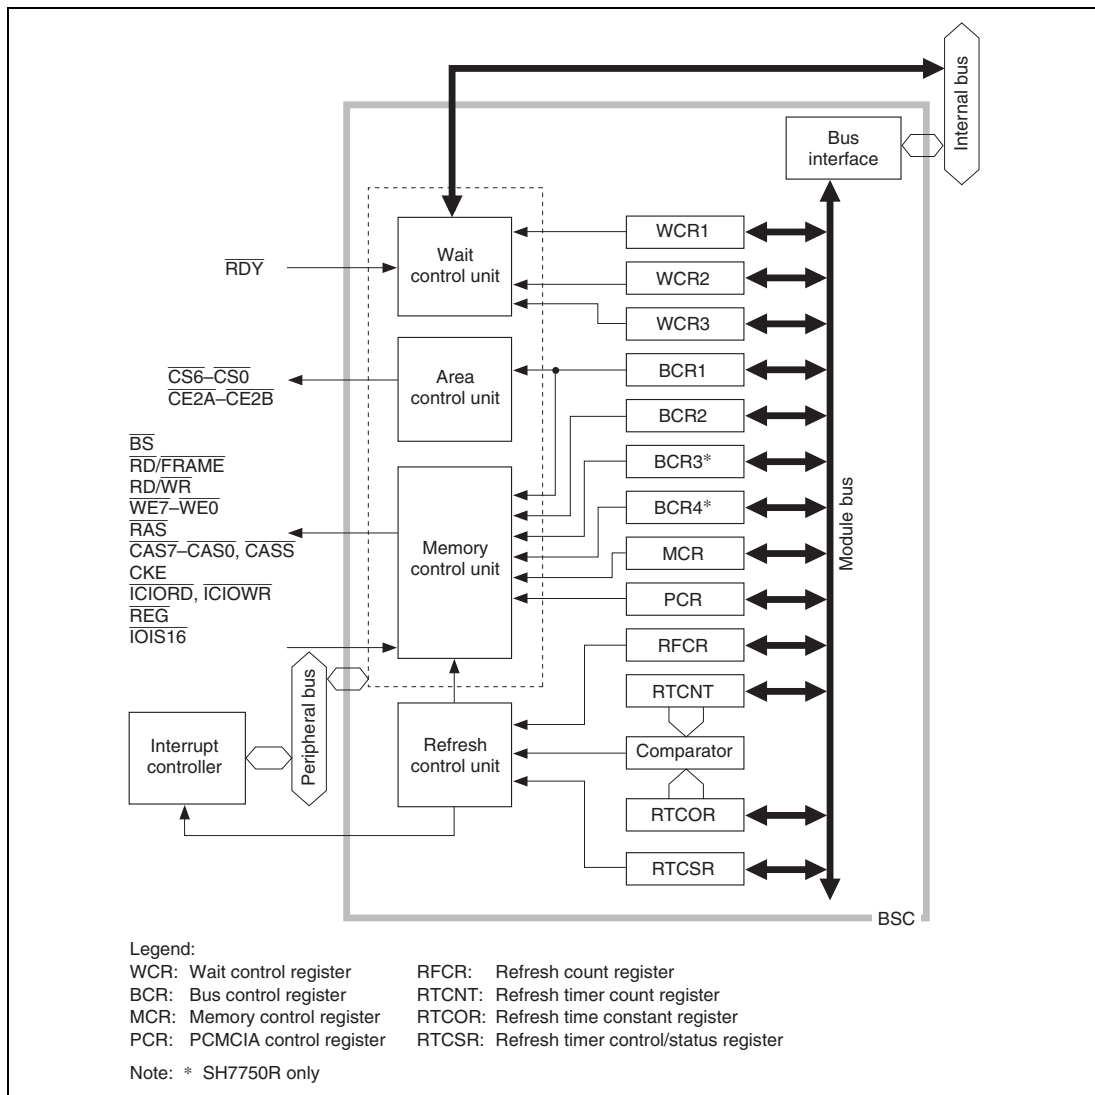 Internal bus
Bus
interface
WCR1
Wait
control unit
RDY
WCR2
WCR3
CS6–CS0
CE2A–CE2B
Area
control unit
BCR1
BCR2
BS
RD/FRAME
RD/WR
WE7–WE0
RAS
CAS7–CAS0, CASS
CKE
ICIORD, ICIOWR
REG
IOIS16
Memory
control unit
BCR3*
BCR4*
MCR
PCR
Module bus
RFCR
RTCNT
Peripheral bus
Interrupt
controller
Refresh
control unit
Comparator
RTCOR
RTCSR
BSC
Legend:
WCR: Wait control register
BCR: Bus control register
MCR: Memory control register
PCR: PCMCIA control register
RFCR: Refresh count register
RTCNT: Refresh timer count register
RTCOR: Refresh time constant register
RTCSR: Refresh timer control/status register
Note: * SH7750R only